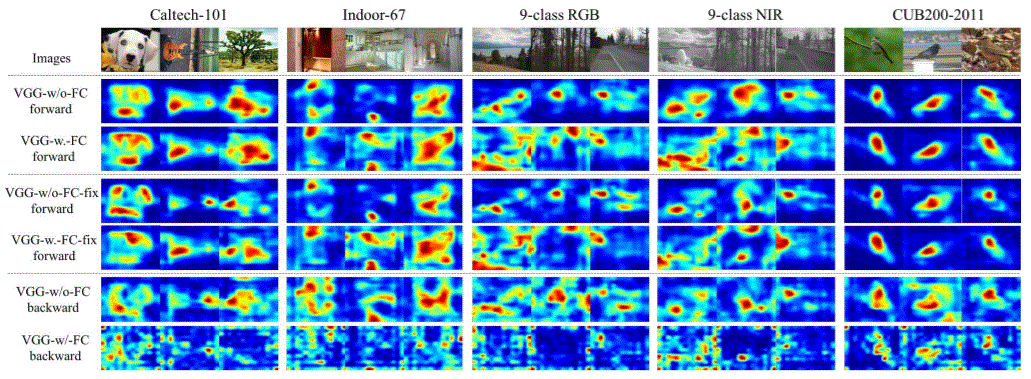 Caltech-101 Indoor-67 9-class RGB 9-class NIR CUB200-2011
Images
VGG-w/o-FC
forward
VGG-w.-FC
forward
VGG-w/o-FC-fix
forward
VGG-w.-FC-fix
forward
VGG-w/o-FC
backward
VGG-w/-FC
backward